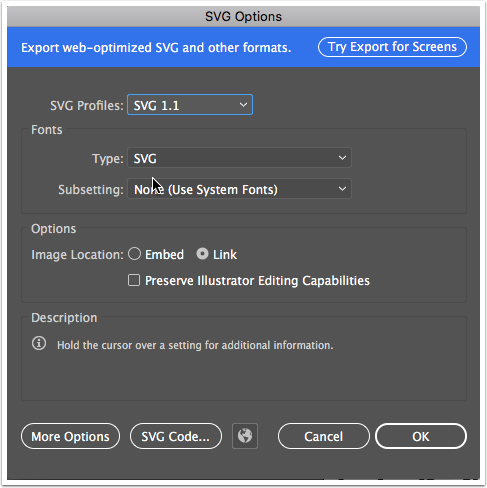 SVG Options
Export web-optimized SVG and other formats. Try Export for Screens
SVG Profiles: SVG 1.1
Fonts
Type: SVG
Subsetting: None (Use System Fonts)
Options
Image Location: Embed Link
Preserve Illustrator Editing Capabilities
Description
Hold the cursor over a setting for additional information.
More Options SVG Code... Cancel OK